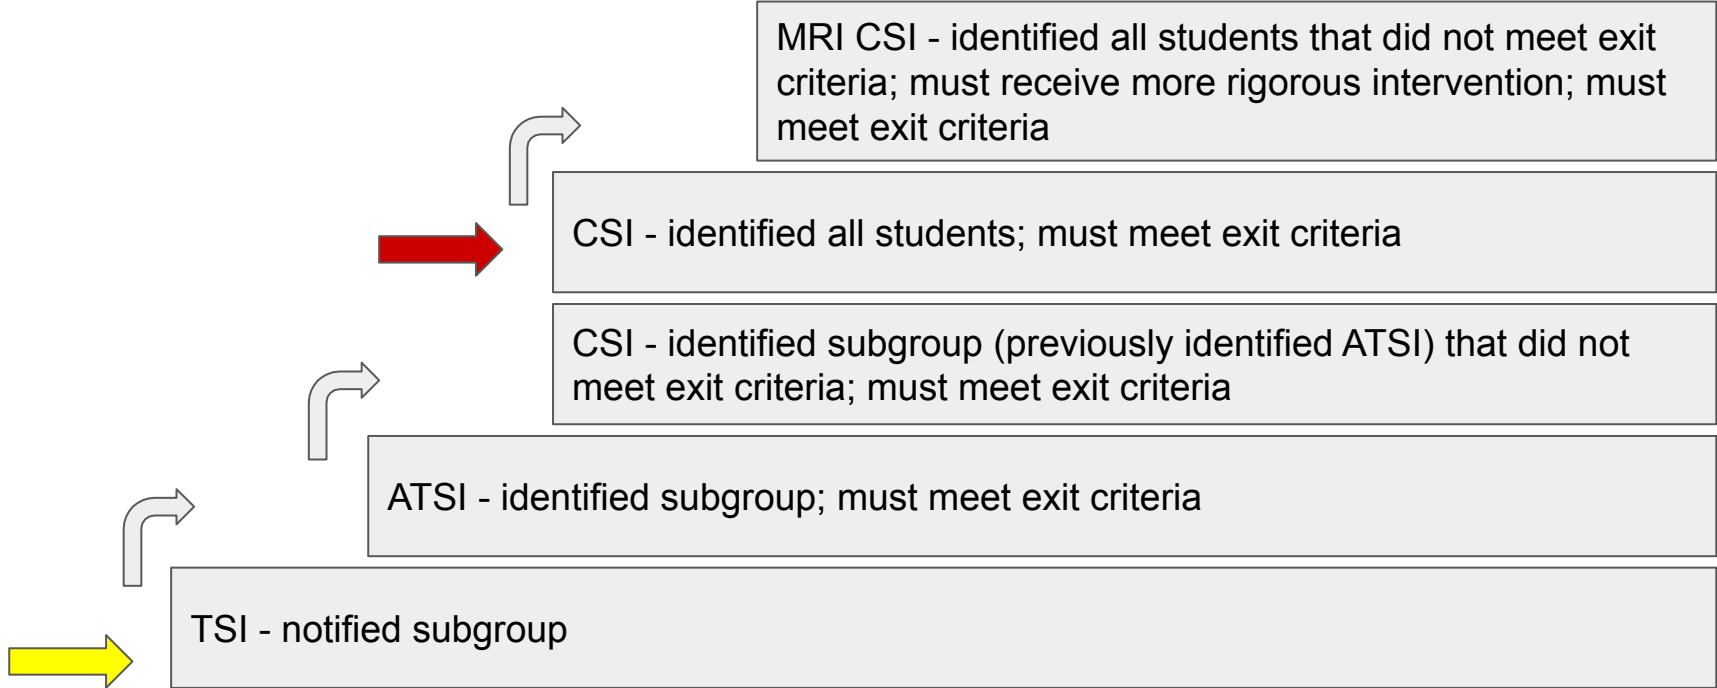 MRI CSI - identified all students that did not meet exit
criteria; must receive more rigorous intervention; must
meet exit criteria
CSI - identified all students; must meet exit criteria
CSI - identified subgroup (previously identified ATSI) that did not
meet exit criteria; must meet exit criteria
ATSI - identified subgroup; must meet exit criteria
TSI - notified subgroup